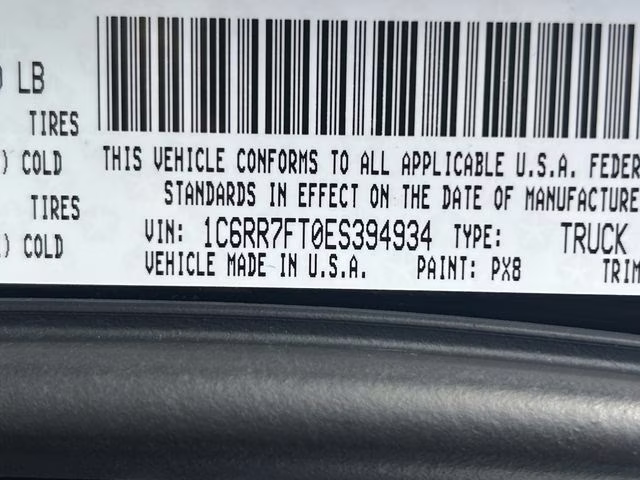 LB
TIRES
) COLD
THIS VEHICLE CONFORMS TO ALL APPLICABLE U.S.A. FEDER
STANDARDS IN EFFECT ON THE DATE OF MANUFACTURE
TIRES
VIN: 1C6RR7FT0ES394934 TYPE: TRUCK
) COLD
VEHICLE MADE IN U.S.A. PAINT: PX8 TRIM